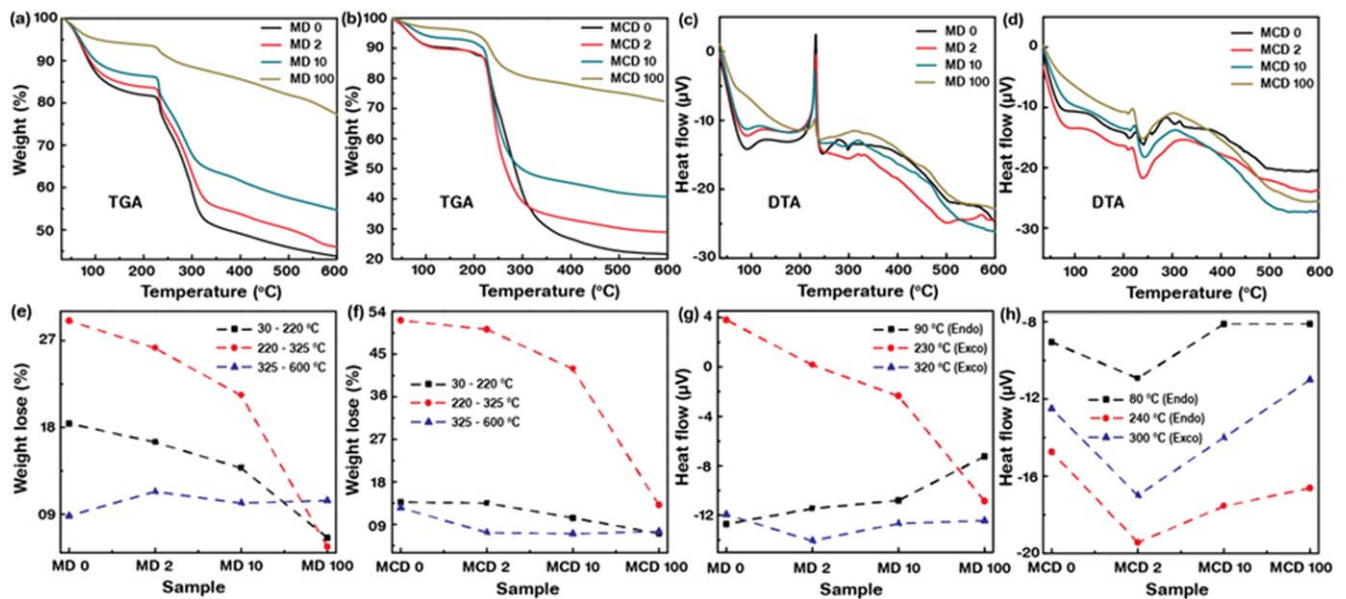 (a)
100
90
80
70
60
50
Weight (%)
MD 0
MD 2
MD 10
MD 100
TGA
100 200 300 400 500 600
Temperature (°C)
(b)
100
90
80
70
60
50
40
30
20
Weight (%)
MCD 0
MCD 2
MCD 10
MCD 100
TGA
100 200 300 400 500 600
Temperature (°C)
(c)
0
-10
-20
-30
Heat flow (µV)
MD 0
MD 2
MD 10
MD 100
DTA
100 200 300 400 500 600
Temperature (°C)
(d)
0
-10
-20
-30
Heat flow (µV)
MCD 0
MCD 2
MCD 10
MCD 100
DTA
100 200 300 400 500 600
Temperature (°C)
(e)
27
18
09
Weight lose (%)
30 - 220 °C
220 - 325 °C
325 - 600 °C
MD 0 MD 2 MD 10 MD 100
Sample
(f)
54
45
36
27
18
09
Weight lose (%)
30 - 220 °C
220 - 325 °C
325 - 600 °C
MCD 0 MCD 2 MCD 10 MCD 100
Sample
(g)
4
0
-4
-8
-12
Heat flow (µV)
90 °C (Endo)
230 °C (Exco)
320 °C (Exco)
MD 0 MD 2 MD 10 MD 100
Sample
(h)
-8
-12
-16
-20
Heat flow (µV)
80 °C (Endo)
240 °C (Endo)
300 °C (Exco)
MCD 0 MCD 2 MCD 10 MCD 100
Sample